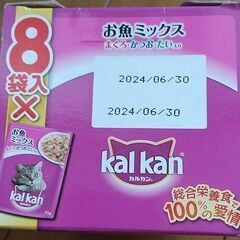 お魚ミックス
まぐろ・かつお・たい入り
8袋入×
2024/06/30
2024/06/30
お魚ミックス
kal kan
カルカン
総合栄養食
100%の愛情